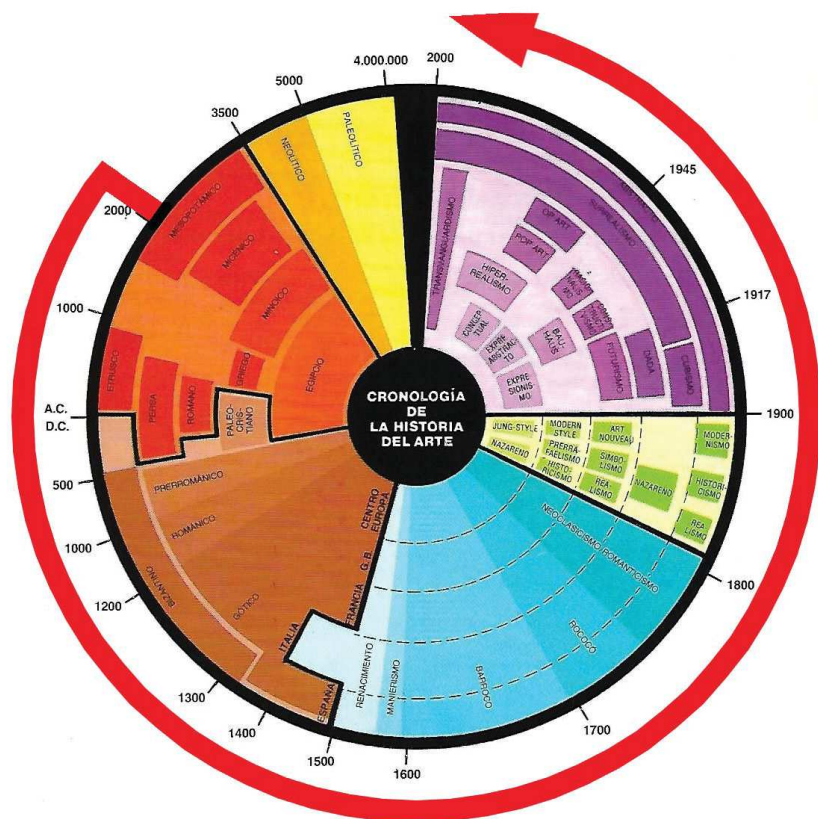 4.000.000
2000
5000
3500
2000
1000
A.C.
D.C.
500
1000
1200
1300
1400
1500
1600
1700
1800
1900
1917
1945
CRONOLOGÍA
DE
LA HISTORIA
DEL ARTE
PALEOLÍTICO
NEOLÍTICO
MESOPOTÁMICO
MICÉNICO
MINOICO
EGIPCIO
GRIEGO
ETRUSCO
PERSA
ROMANO
PALEO-
CRIS-
TIANO
PRERROMÁNICO
ROMÁNICO
GÓTICO
BIZANTINO
CENTRO
EUROPA
G. B.
FRANCIA
ITALIA
ESPAÑA
RENACIMIENTO
MANIERISMO
BARROCO
ROCOCÓ
NEOCLASICISMO/ROMANTICISMO
JUNG-STYLE
NAZARENO
MODERN
STYLE
PRERRA-
FAELISMO
HISTO-
RICISMO
ART
NOUVEAU
SIMBO-
LISMO
REA-
LISMO
NAZARENO
MODER-
NISMO
HISTORI-
CISMO
REA-
LISMO
TRANSVANGUARDISMO
HIPER-
REALISMO
CONCEP-
TUAL
EXPRE.
ABSTRAC-
TO
EXPRE-
SIONIS-
MO
OP ART
POP ART
BAU-
HAUS
CONS-
TRUCTI-
VISMO
FUTURISMO
DADA
CUBISMO
SURREALISMO